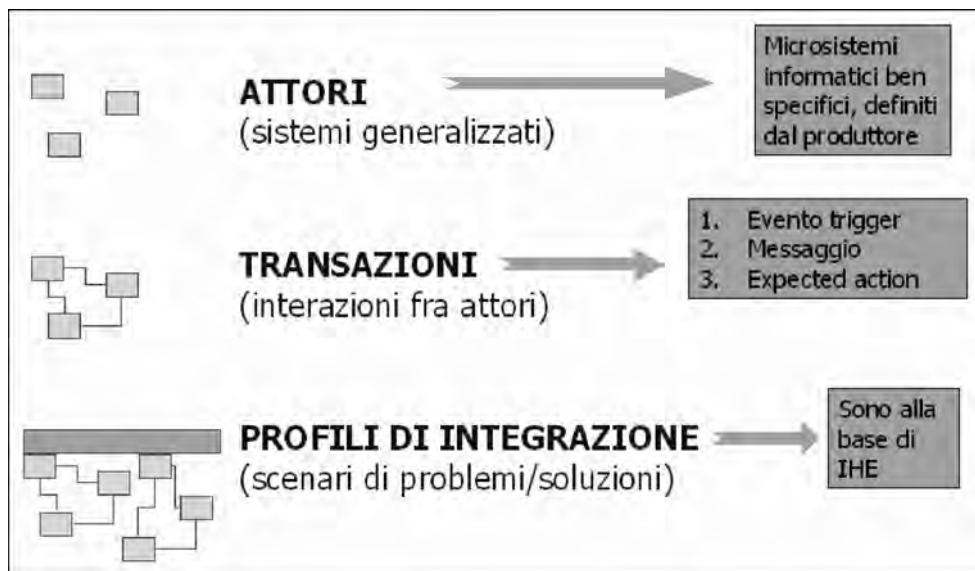 ATTORI
(sistemi generalizzati)
Microsistemi
informatici ben
specifici, definiti
dal produttore
TRANSAZIONI
(interazioni fra attori)
1. Evento trigger
2. Messaggio
3. Expected action
PROFILI DI INTEGRAZIONE
(scenari di problemi/soluzioni)
Sono alla
base di
IHE